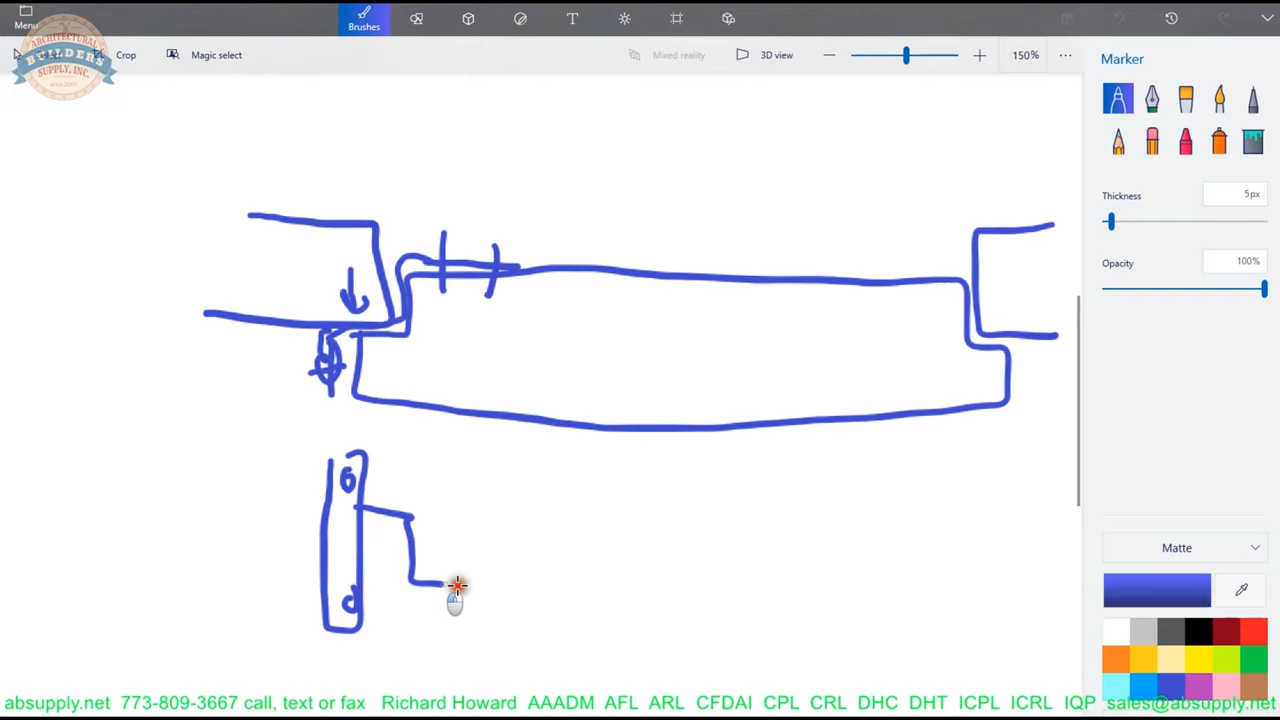 Menu
Brushes
ARCHITECTURAL
BUILDERS
SUPPLY, INC.
since 2007
Crop
Magic select
Mixed reality
3D view
150%
Marker
Thickness
5px
Opacity
100%
Matte
absupply.net 773-809-3667 call, text or fax Richard Howard AAADM AFL ARL CFDAI CPL CRL DHC DHT ICPL ICRL IQP sales@absupply.net